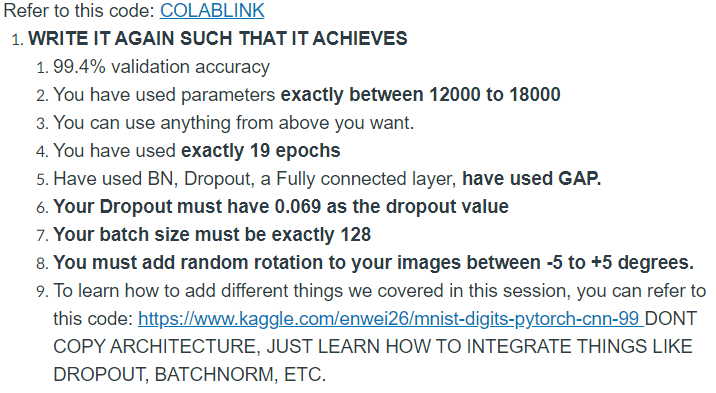 Refer to this code: COLABLINK
1. WRITE IT AGAIN SUCH THAT IT ACHIEVES
1. 99.4% validation accuracy
2. You have used parameters exactly between 12000 to 18000
3. You can use anything from above you want.
4. You have used exactly 19 epochs
5. Have used BN, Dropout, a Fully connected layer, have used GAP.
6. Your Dropout must have 0.069 as the dropout value
7. Your batch size must be exactly 128
8. You must add random rotation to your images between -5 to +5 degrees.
9. To learn how to add different things we covered in this session, you can refer to
this code: https://www.kaggle.com/enwei26/mnist-digits-pytorch-cnn-99 DONT
COPY ARCHITECTURE, JUST LEARN HOW TO INTEGRATE THINGS LIKE
DROPOUT, BATCHNORM, ETC.